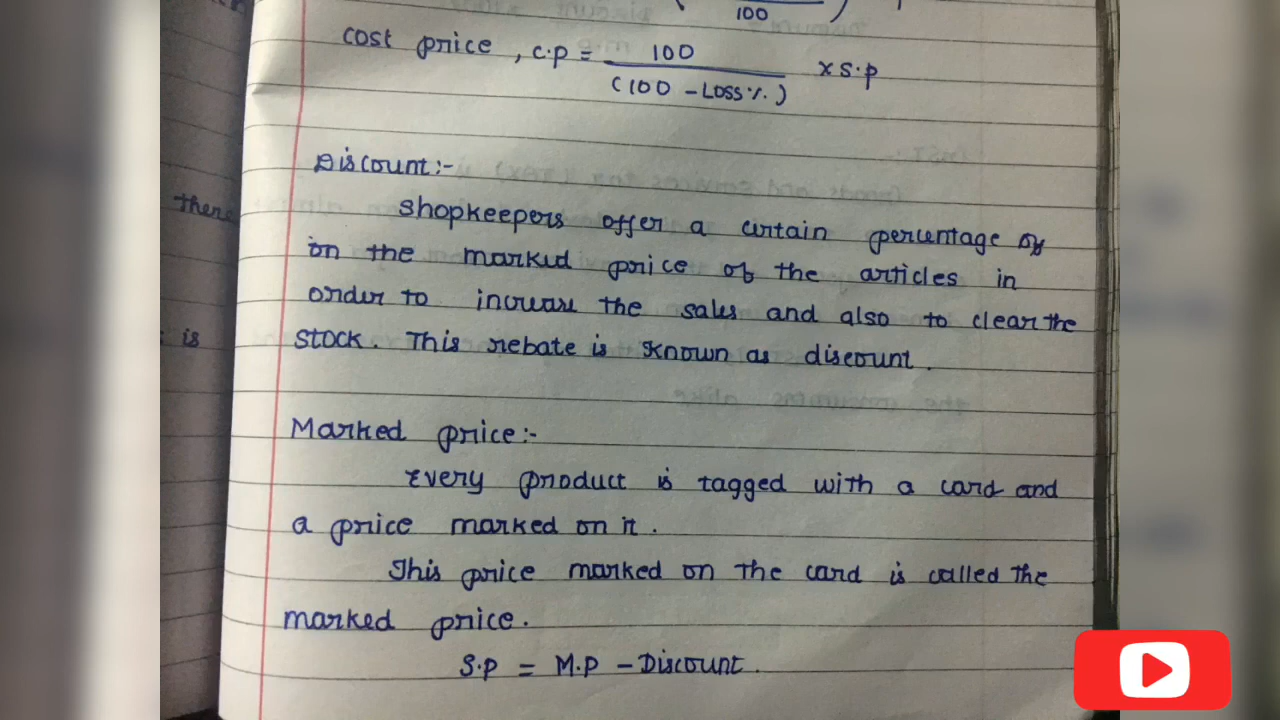 100
cost price , C.P = 100 / (100 - LOSS%.) x S.P
Discount:-
there
Shopkeepers offer a certain percentage of
on the marked price of the articles in
order to increase the sales and also to clear the
: is
stock. This rebate is known as discount.
Marked price:-
Every product is tagged with a card and
a price marked on it.
This price marked on the card is called the
marked price.
S.P = M.P - Discount.